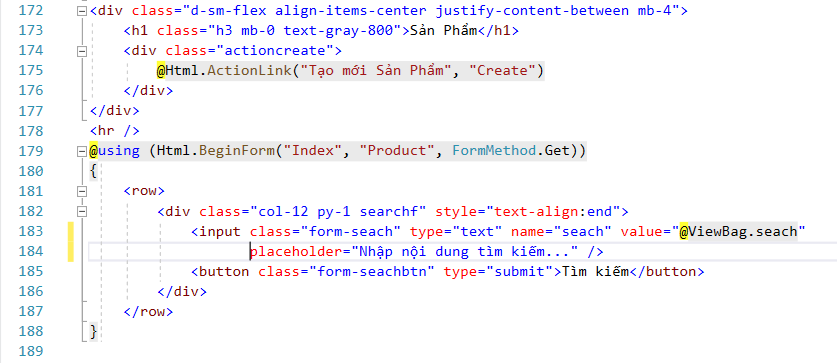 172 <div class="d-sm-flex align-items-center justify-content-between mb-4">
173 <h1 class="h3 mb-0 text-gray-800">Sản Phẩm</h1>
174 <div class="actioncreate">
175 @Html.ActionLink("Tạo mới Sản Phẩm", "Create")
176 </div>
177 </div>
178 <hr />
179 @using (Html.BeginForm("Index", "Product", FormMethod.Get))
180 {
181 <row>
182 <div class="col-12 py-1 searchf" style="text-align:end">
183 <input class="form-seach" type="text" name="seach" value="@ViewBag.seach"
184 placeholder="Nhập nội dung tìm kiếm..." />
185 <button class="form-seachbtn" type="submit">Tìm kiếm</button>
186 </div>
187 </row>
188 }
189